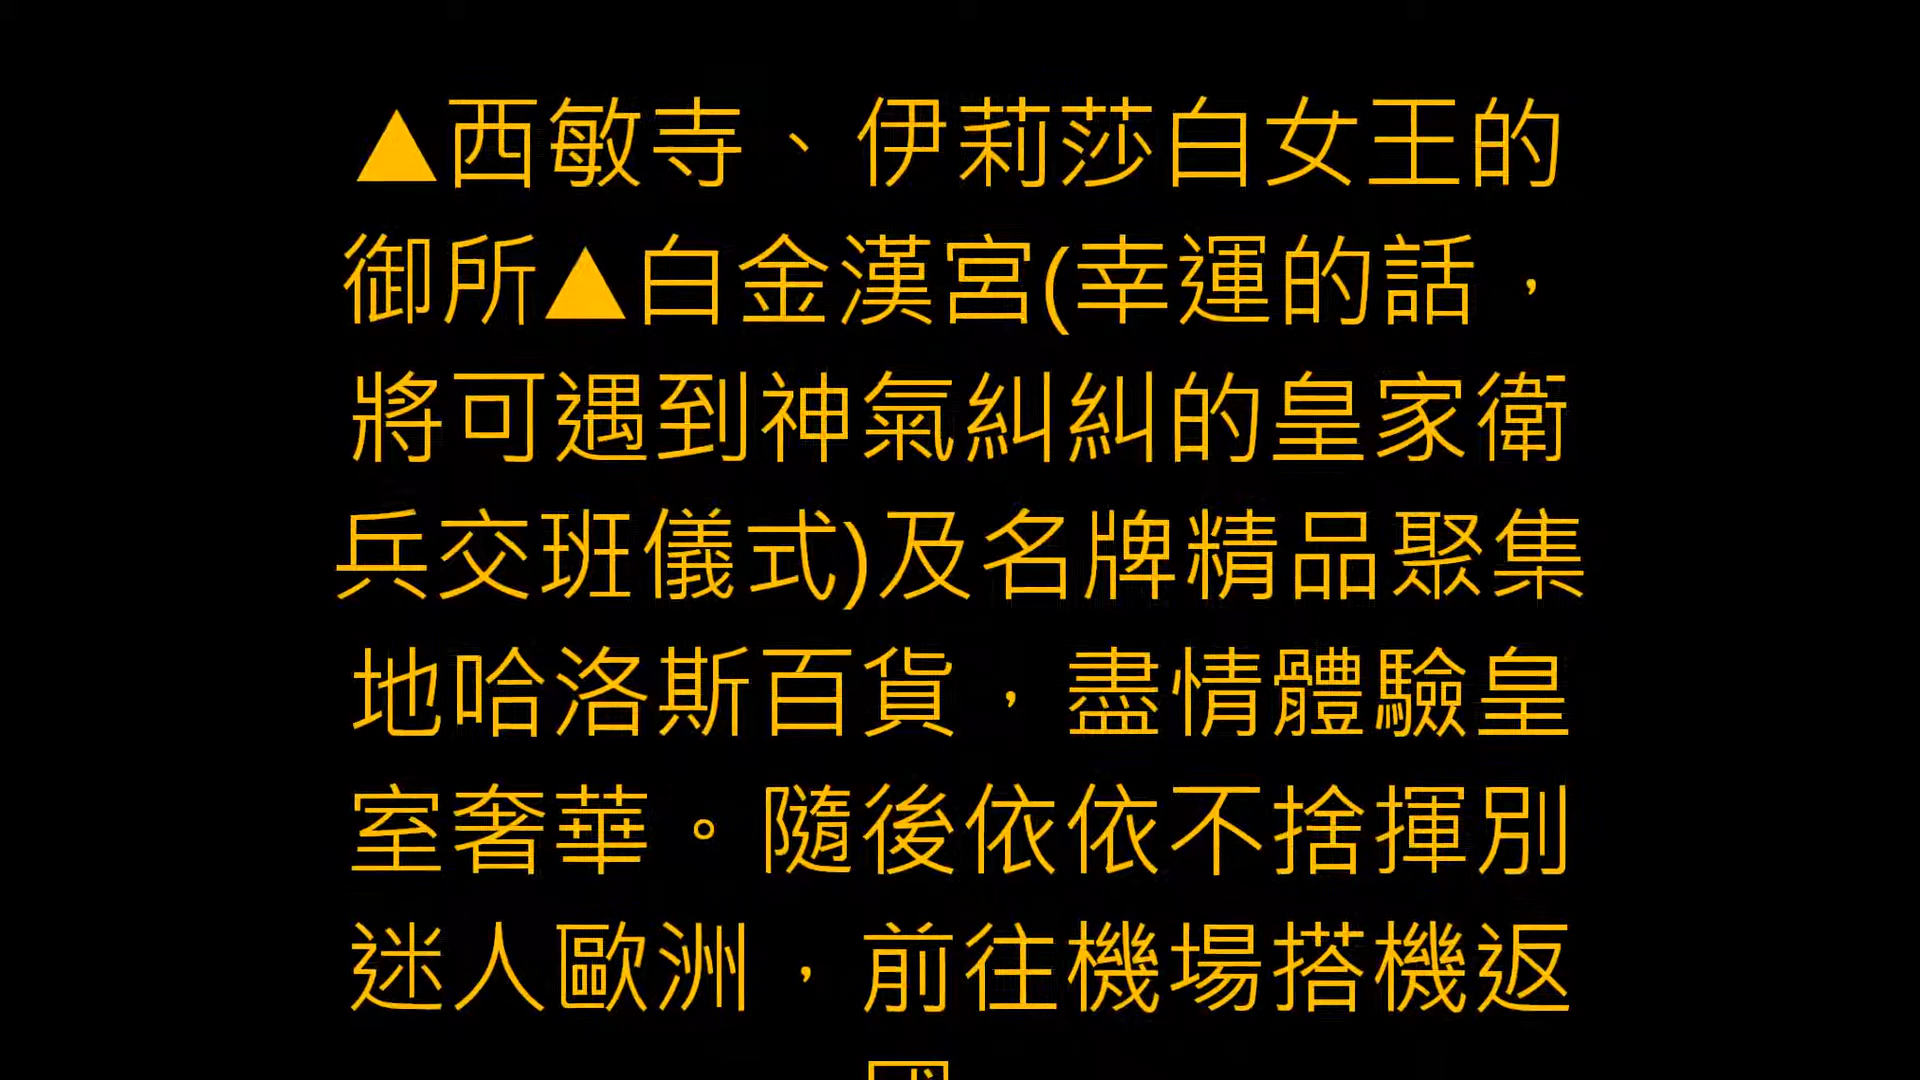 ▲西敏寺、伊莉莎白女王的
御所▲白金漢宮(幸運的話，
將可遇到神氣糾糾的皇家衛
兵交班儀式)及名牌精品聚集
地哈洛斯百貨，盡情體驗皇
室奢華。隨後依依不捨揮別
迷人歐洲，前往機場搭機返